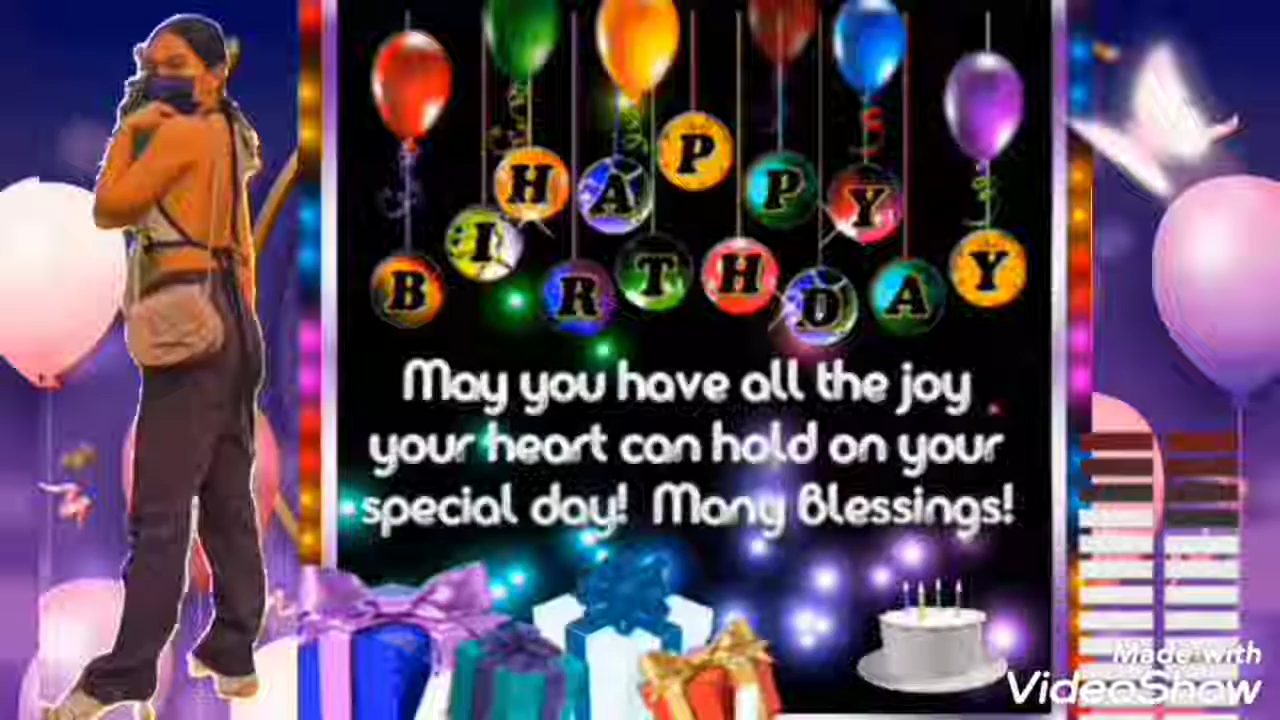 HAPPY
BIRTHDAY
May you have all the joy
your heart can hold on your
special day! Many Blessings!
Made with
VideoShow